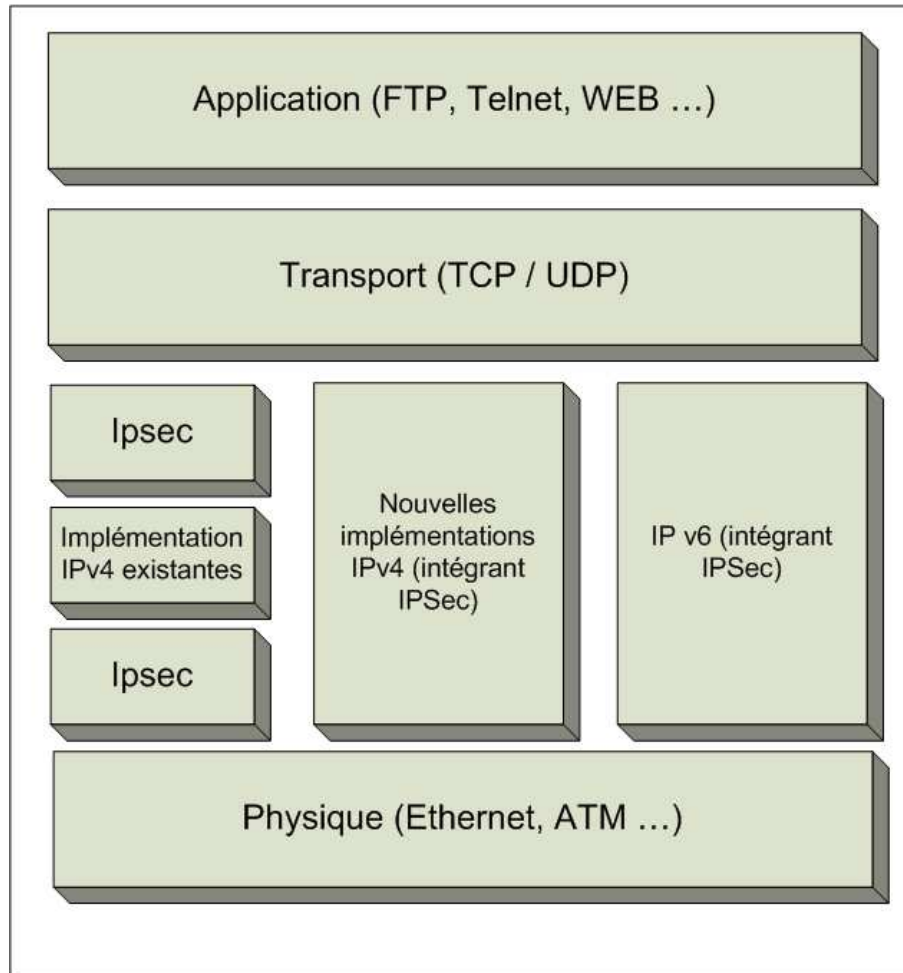 Application (FTP, Telnet, WEB …)
Transport (TCP / UDP)
Ipsec
Implémentation
IPv4 existantes
Ipsec
Nouvelles
implémentations
IPv4 (intégrant
IPSec)
IP v6 (intégrant
IPSec)
Physique (Ethernet, ATM …)